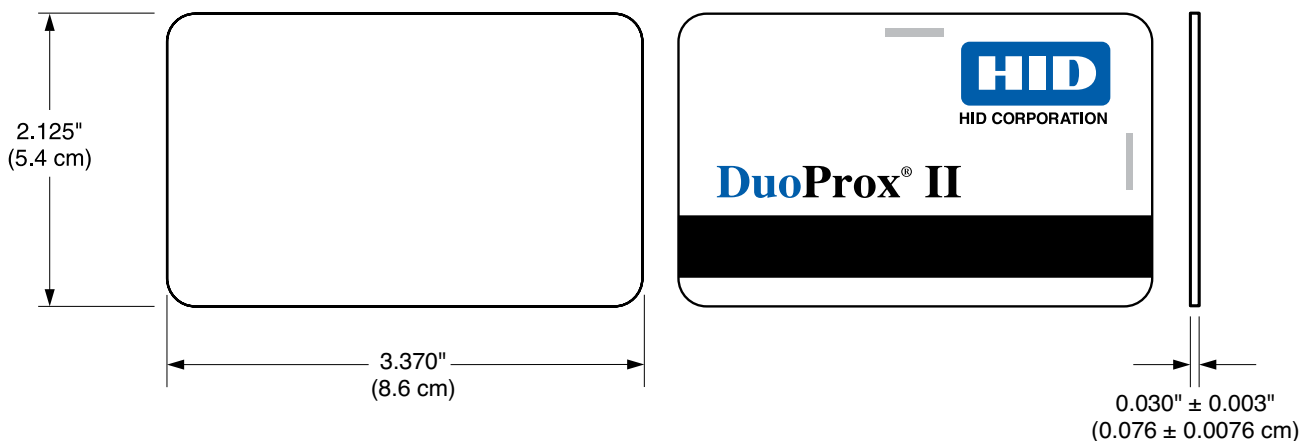 2.125"
(5.4 cm)
3.370"
(8.6 cm)
HID
HID CORPORATION
DuoProx® II
0.030" ± 0.003"
(0.076 ± 0.0076 cm)